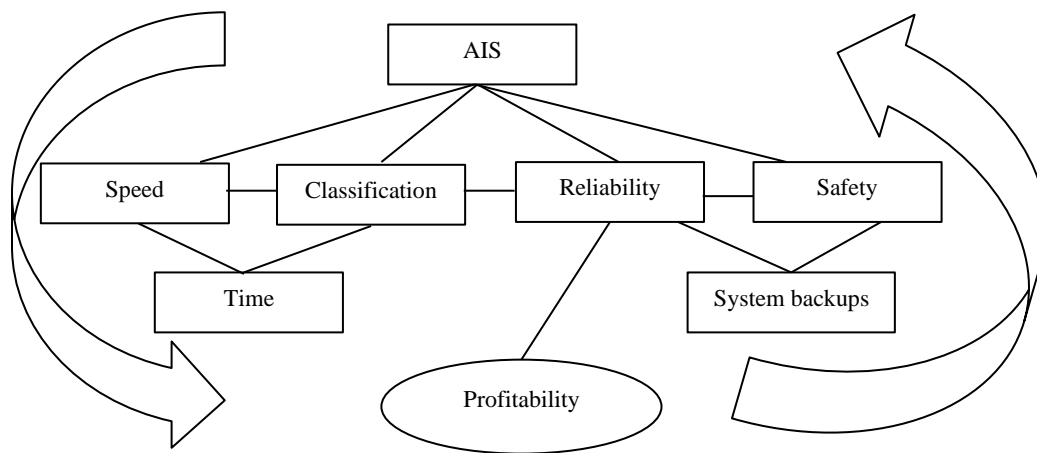 AIS
Speed
Classification
Reliability
Safety
Time
System backups
Profitability